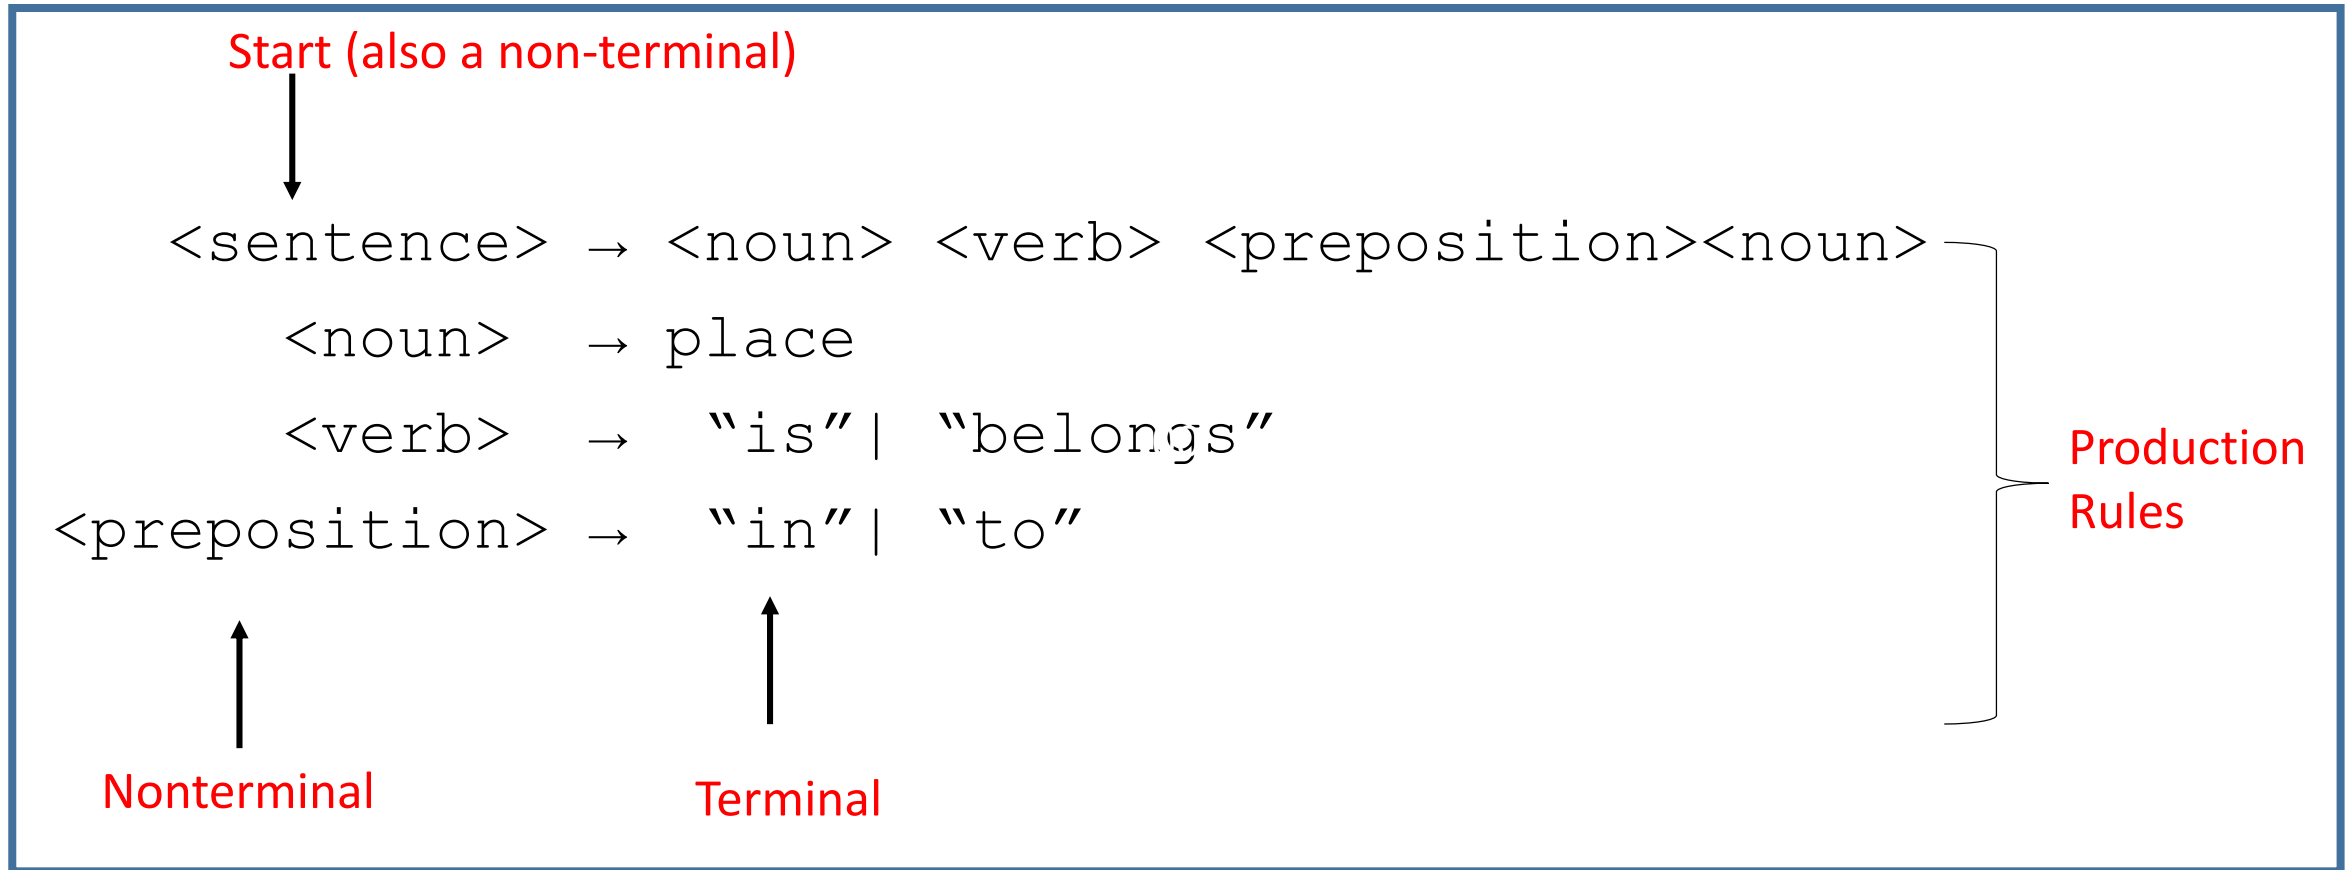 Start (also a non-terminal)
<sentence> → <noun> <verb> <preposition><noun>
<noun> → place
<verb> → “is”| “belongs”
<preposition> → “in”| “to”
Production
Rules
Nonterminal
Terminal